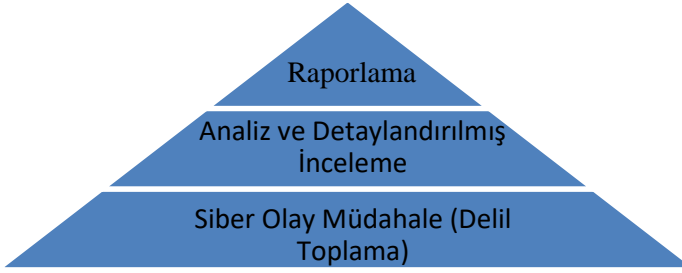 Raporlama
Analiz ve Detaylandırılmış
İnceleme
Siber Olay Müdahale (Delil
Toplama)